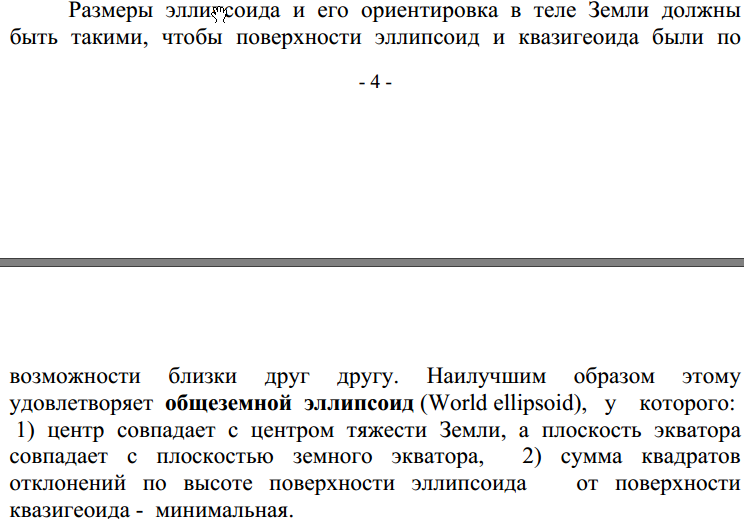 Размеры эллипсоида и его ориентировка в теле Земли должны
быть такими, чтобы поверхности эллипсоид и квазигеоида были по
- 4 -
возможности близки друг другу. Наилучшим образом этому
удовлетворяет общеземной эллипсоид (World ellipsoid), у которого:
1) центр совпадает с центром тяжести Земли, а плоскость экватора
совпадает с плоскостью земного экватора, 2) сумма квадратов
отклонений по высоте поверхности эллипсоида от поверхности
квазигеоида - минимальная.